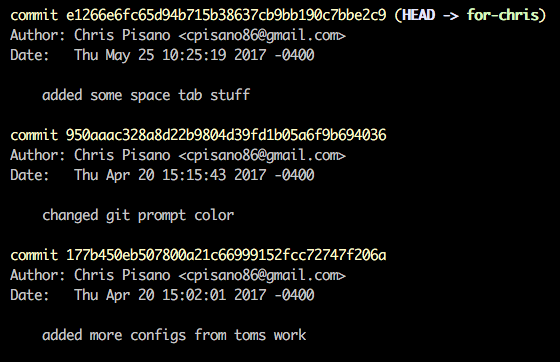 commit e1266e6fc65d94b715b38637cb9bb190c7bbe2c9 (HEAD -> for-chris)
Author: Chris Pisano <cpisano86@gmail.com>
Date:   Thu May 25 10:25:19 2017 -0400
    added some space tab stuff
commit 950aaac328a8d22b9804d39fd1b05a6f9b694036
Author: Chris Pisano <cpisano86@gmail.com>
Date:   Thu Apr 20 15:15:43 2017 -0400
    changed git prompt color
commit 177b450eb507800a21c66999152fcc72747f206a
Author: Chris Pisano <cpisano86@gmail.com>
Date:   Thu Apr 20 15:02:01 2017 -0400
    added more configs from toms work